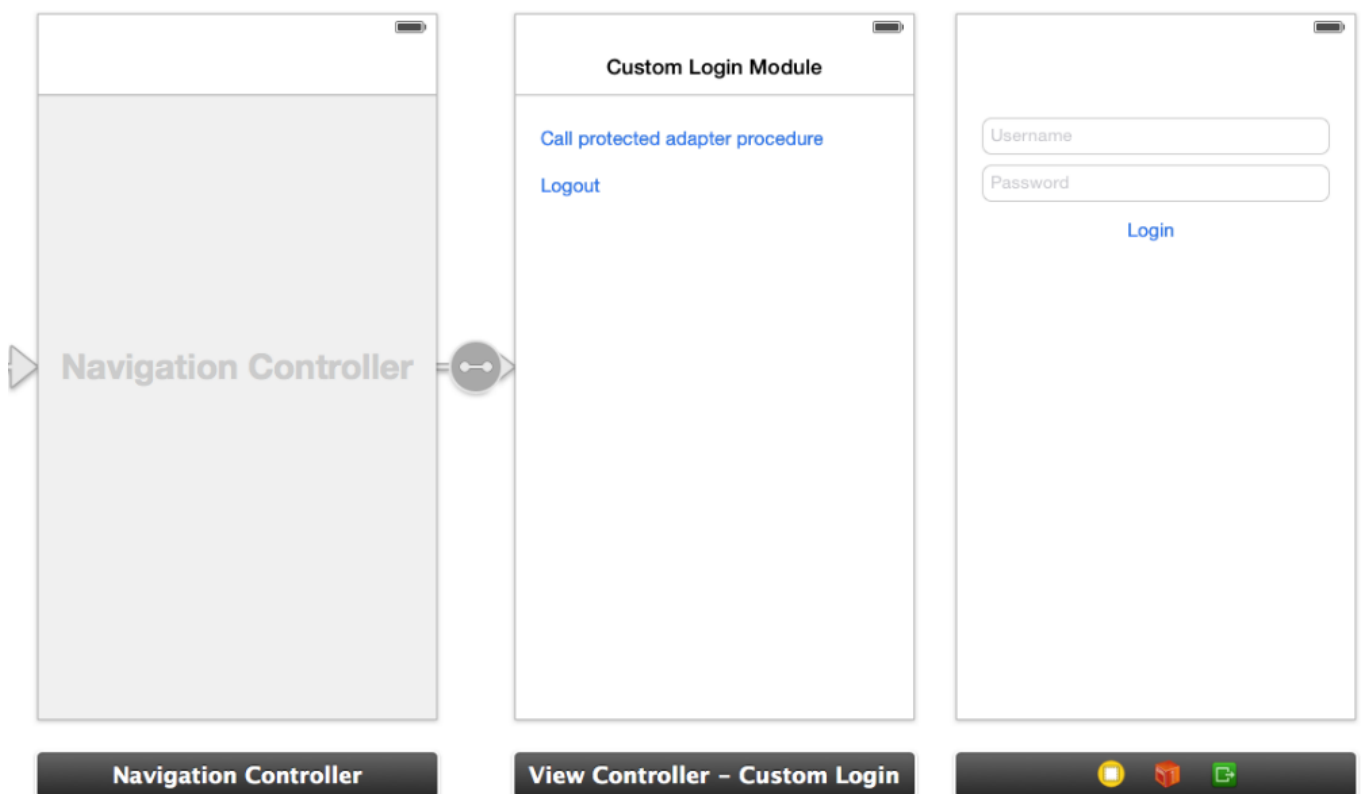 Navigation Controller
Navigation Controller
Custom Login Module
Call protected adapter procedure
Logout
View Controller – Custom Login
Username
Password
Login